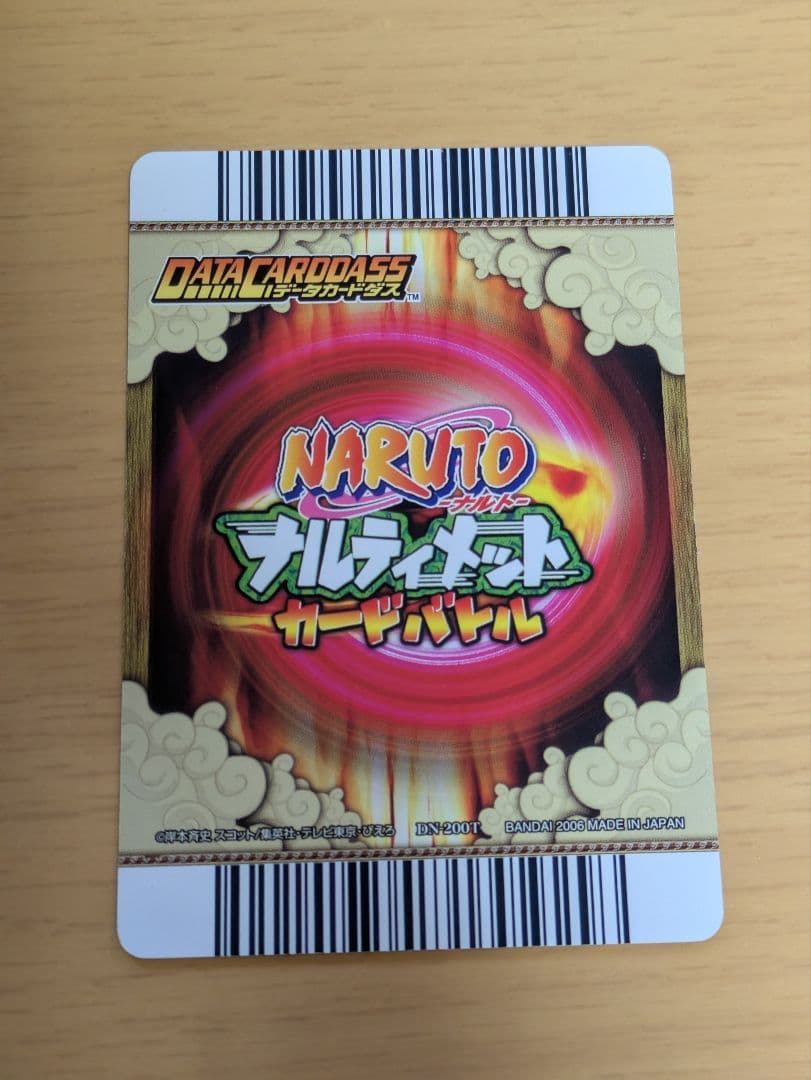 DATA CARDDASS
データカードダス™
NARUTO
-ナルト-
ナルティメット
カードバトル
©岸本斉史 スコット/集英社・テレビ東京・ぴえろ DN-200T BANDAI 2006 MADE IN JAPAN